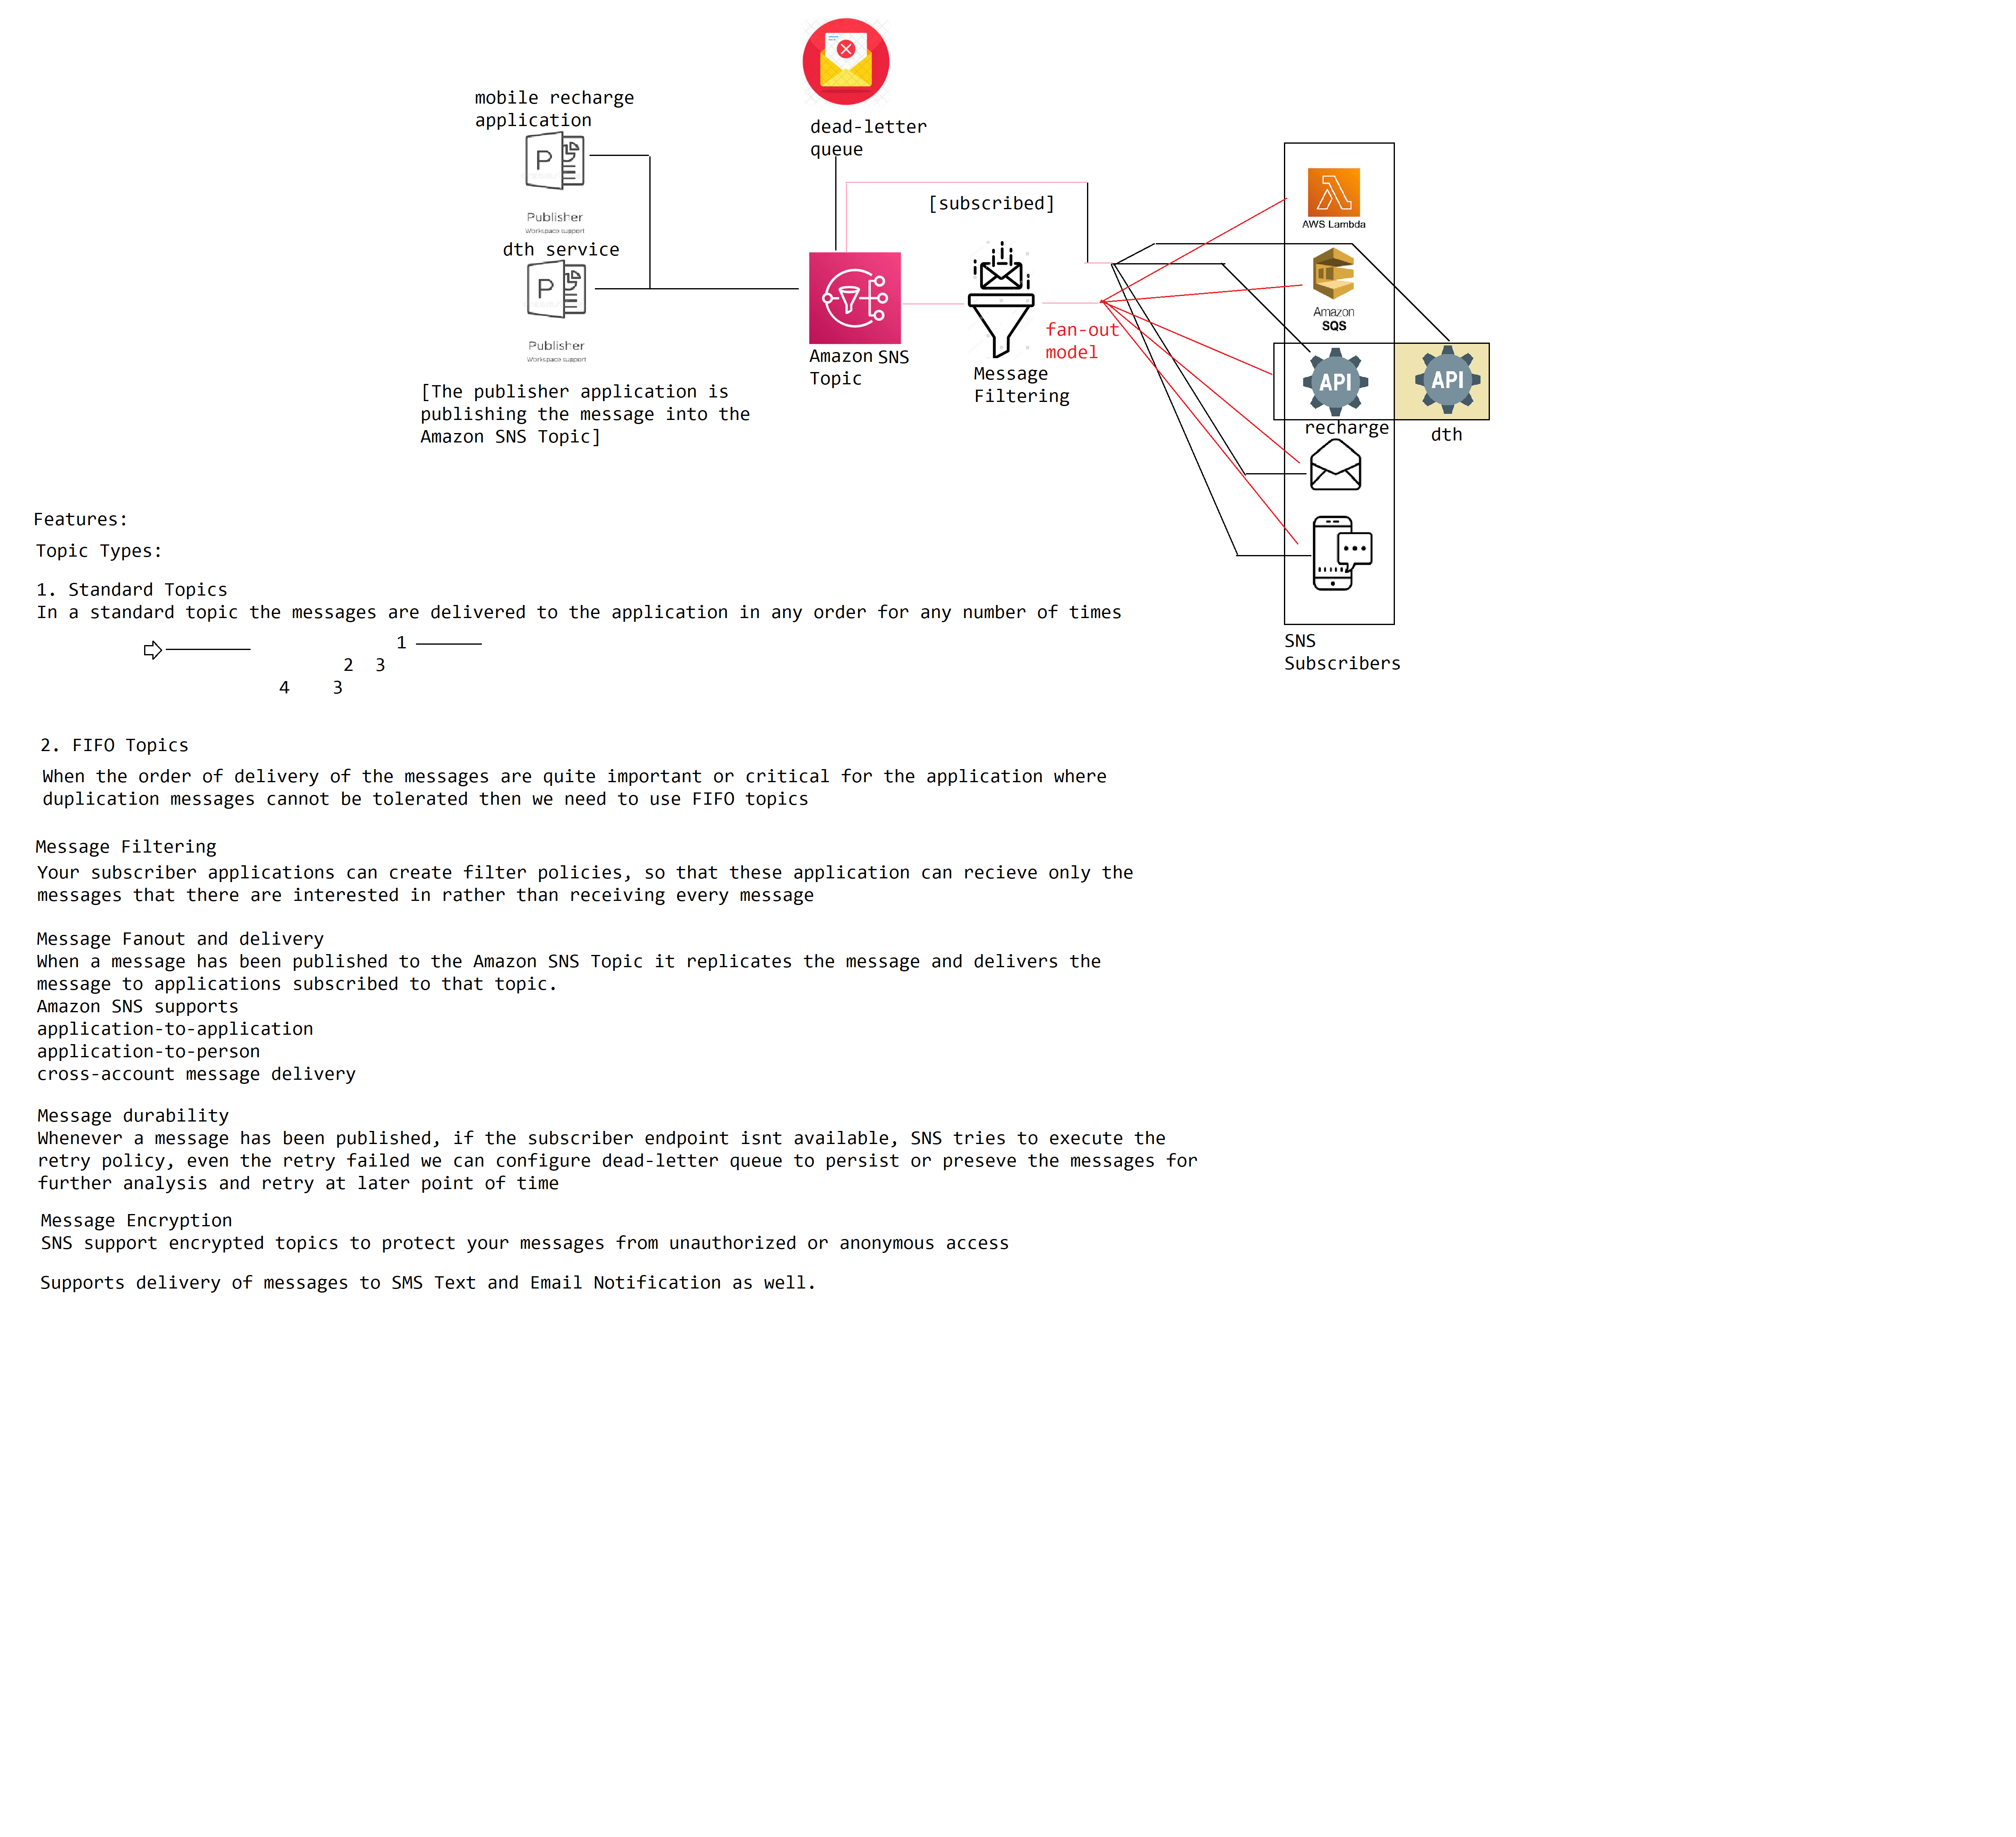 mobile recharge
application
P
Publisher
Workspace support
dth service
P
Publisher
Workspace support
[The publisher application is
publishing the message into the
Amazon SNS Topic]
dead-letter
queue
[subscribed]
Amazon SNS
Topic
Message
Filtering
fan-out
model
AWS Lambda
Amazon
SQS
API
API
recharge
dth
SNS
Subscribers
Features:
Topic Types:
1. Standard Topics
In a standard topic the messages are delivered to the application in any order for any number of times
1
2 3
4 3
2. FIFO Topics
When the order of delivery of the messages are quite important or critical for the application where
duplication messages cannot be tolerated then we need to use FIFO topics
Message Filtering
Your subscriber applications can create filter policies, so that these application can recieve only the
messages that there are interested in rather than receiving every message
Message Fanout and delivery
When a message has been published to the Amazon SNS Topic it replicates the message and delivers the
message to applications subscribed to that topic.
Amazon SNS supports
application-to-application
application-to-person
cross-account message delivery
Message durability
Whenever a message has been published, if the subscriber endpoint isnt available, SNS tries to execute the
retry policy, even the retry failed we can configure dead-letter queue to persist or preseve the messages for
further analysis and retry at later point of time
Message Encryption
SNS support encrypted topics to protect your messages from unauthorized or anonymous access
Supports delivery of messages to SMS Text and Email Notification as well.